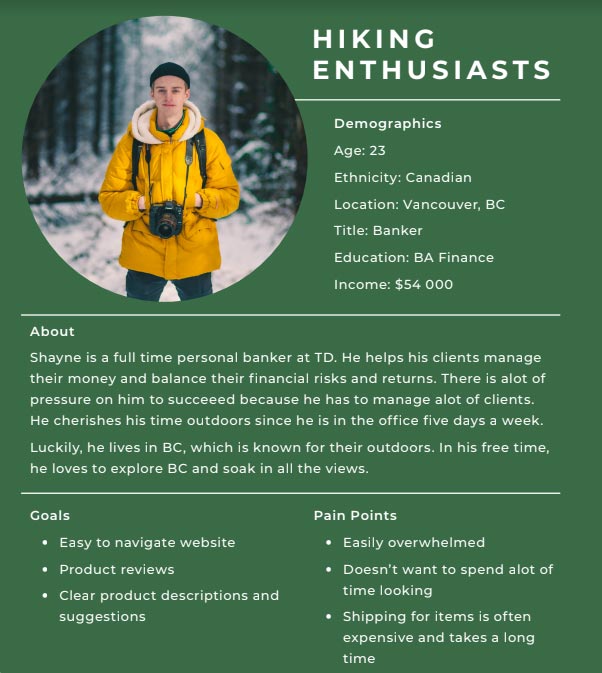 HIKING
ENTHUSIASTS
Demographics
Age: 23
Ethnicity: Canadian
Location: Vancouver, BC
Title: Banker
Education: BA Finance
Income: $54 000
About
Shayne is a full time personal banker at TD. He helps his clients manage
their money and balance their financial risks and returns. There is alot of
pressure on him to succeeed because he has to manage alot of clients.
He cherishes his time outdoors since he is in the office five days a week.
Luckily, he lives in BC, which is known for their outdoors. In his free time,
he loves to explore BC and soak in all the views.
Goals
• Easy to navigate website
• Product reviews
• Clear product descriptions and
suggestions
Pain Points
• Easily overwhelmed
• Doesn't want to spend alot of
time looking
• Shipping for items is often
expensive and takes a long
time